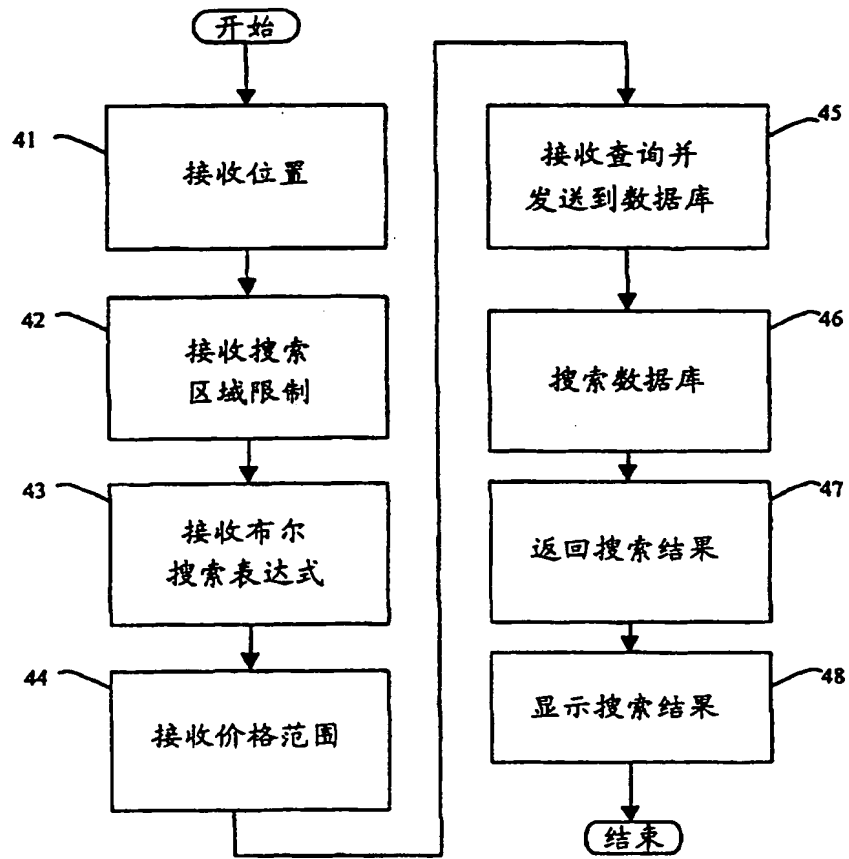 开始
41
接收位置
42
接收搜索
区域限制
43
接收布尔
搜索表达式
44
接收价格范围
45
接收查询并
发送到数据库
46
搜索数据库
47
返回搜索结果
48
显示搜索结果
结束